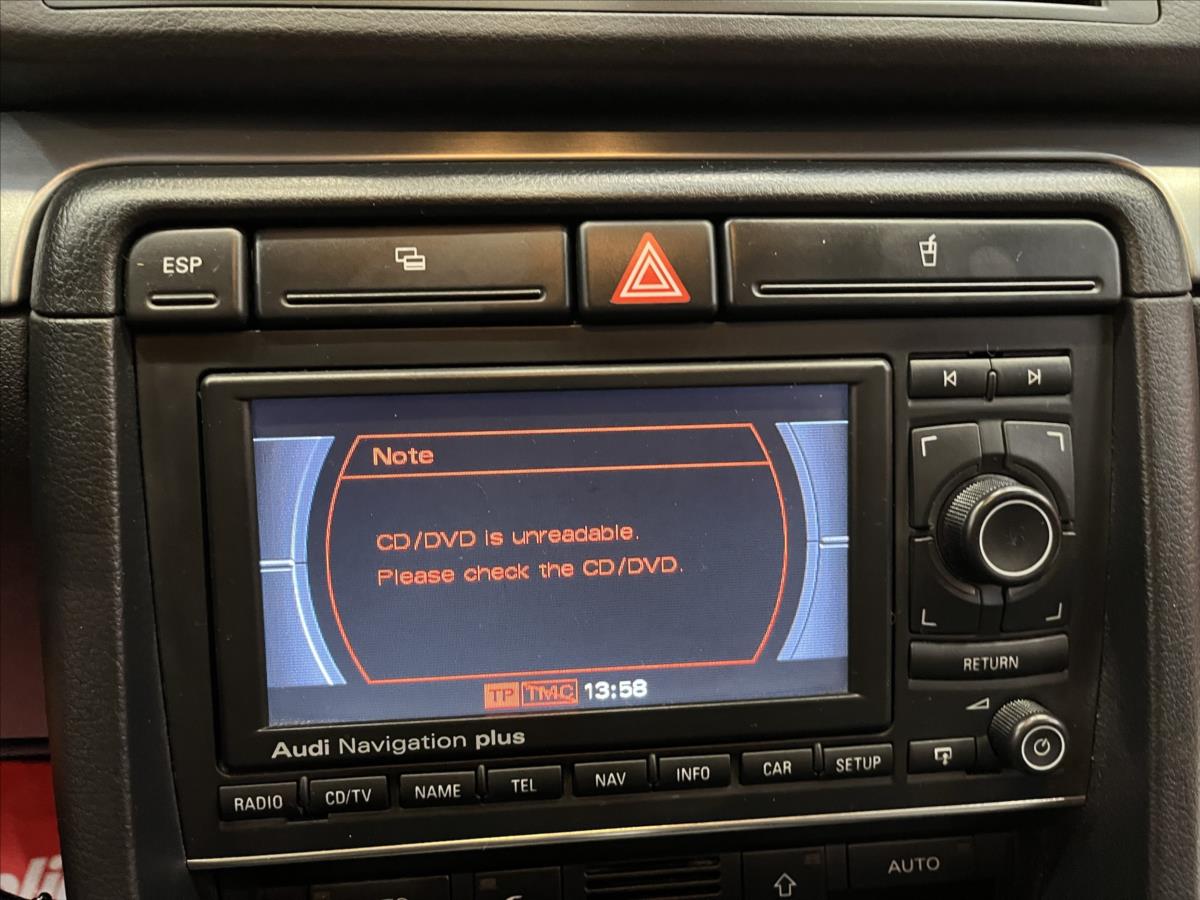 ESP
Note
CD/DVD is unreadable.
Please check the CD/DVD.
TP TMC 13:58
RETURN
Audi Navigation plus
RADIO CD/TV NAME TEL NAV INFO CAR SETUP
AUTO